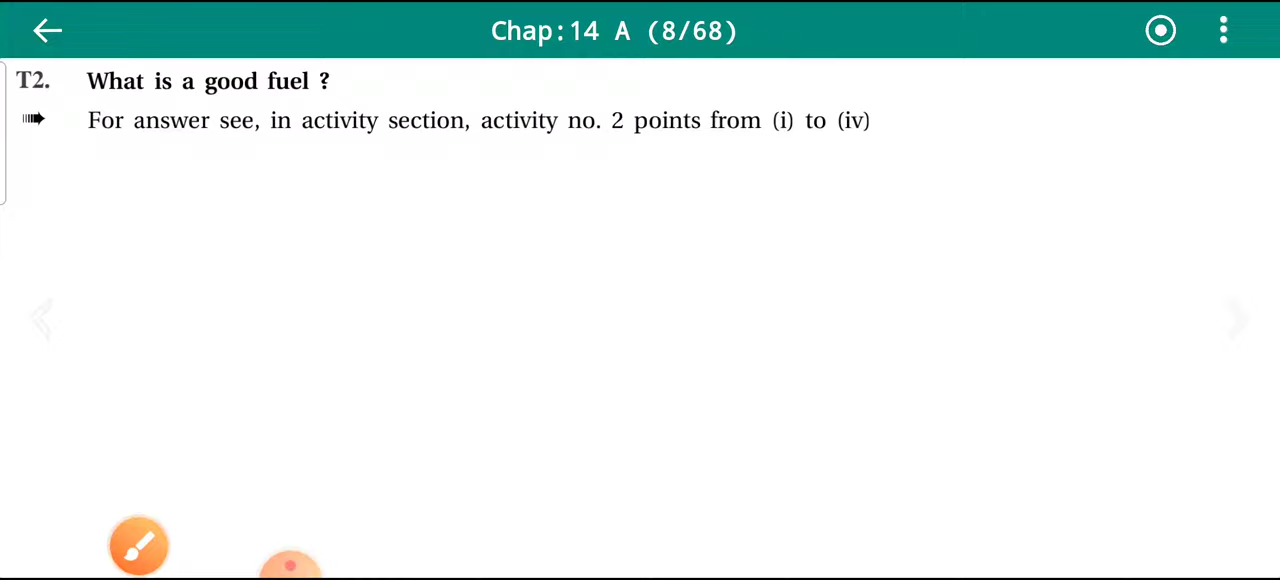 Chap:14 A (8/68)
T2. What is a good fuel ?
For answer see, in activity section, activity no. 2 points from (i) to (iv)